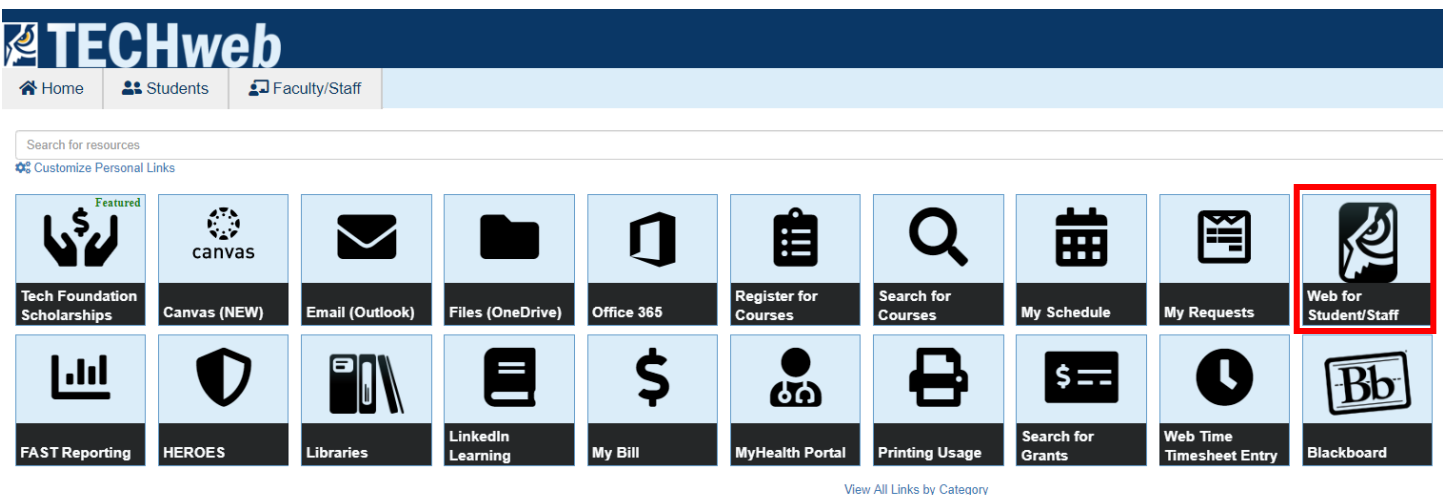 TECHweb
Home Students Faculty/Staff
Search for resources
Customize Personal Links
Featured
canvas
Tech Foundation
Scholarships
Canvas (NEW)
Email (Outlook)
Files (OneDrive)
Office 365
Register for
Courses
Search for
Courses
My Schedule
My Requests
Web for
Student/Staff
$
Bb
FAST Reporting
HEROES
Libraries
LinkedIn
Learning
My Bill
MyHealth Portal
Printing Usage
Search for
Grants
Web Time
Timesheet Entry
Blackboard
View All Links by Category